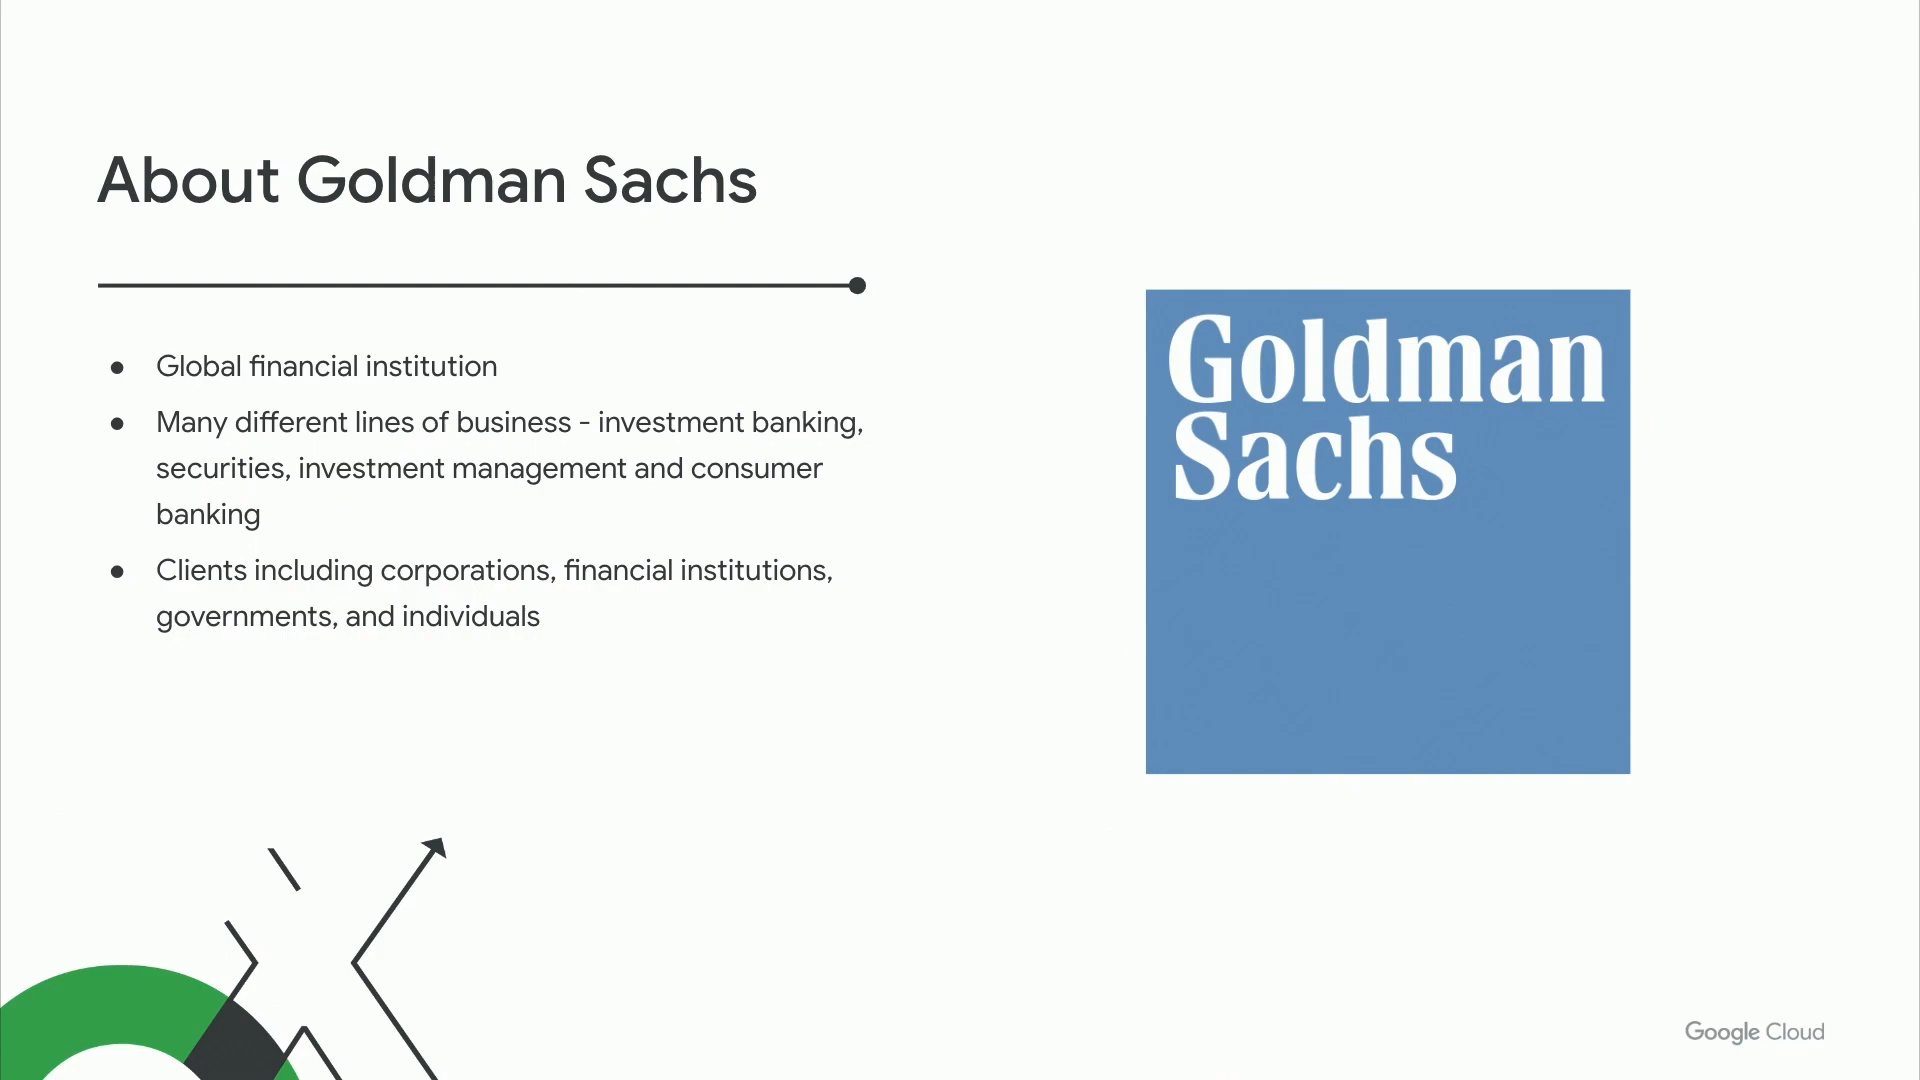 About Goldman Sachs
● Global financial institution
● Many different lines of business - investment banking,
securities, investment management and consumer
banking
● Clients including corporations, financial institutions,
governments, and individuals
Goldman
Sachs
Google Cloud